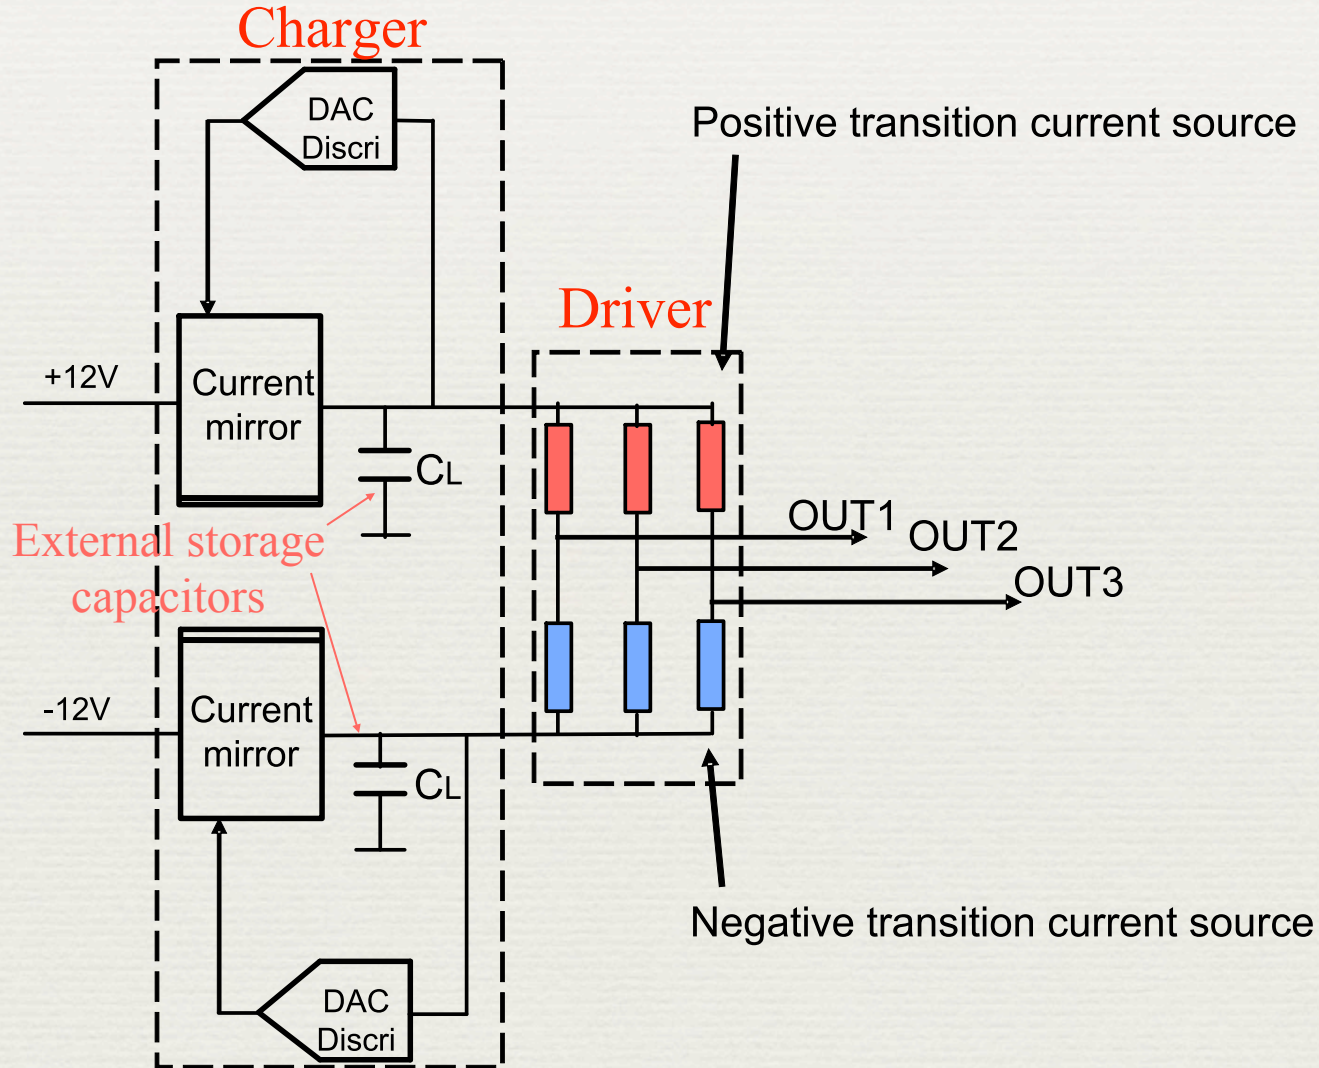 Charger
DAC
Discri
Positive transition current source
Driver
+12V
Current
mirror
CL
External storage
capacitors
OUT1
OUT2
OUT3
-12V
Current
mirror
CL
Negative transition current source
DAC
Discri